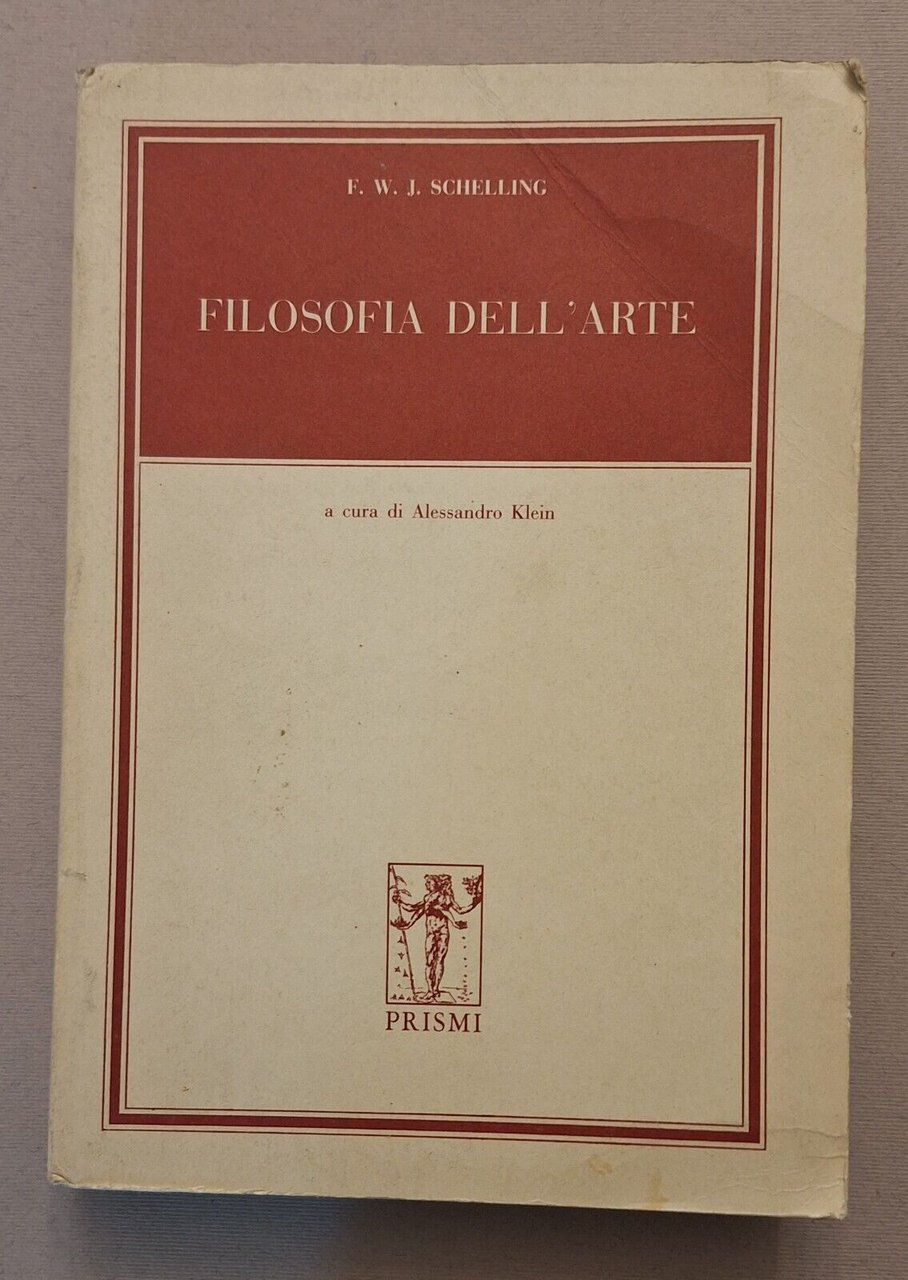 F. W. J. SCHELLING
FILOSOFIA DELL'ARTE
a cura di Alessandro Klein
PRISMI